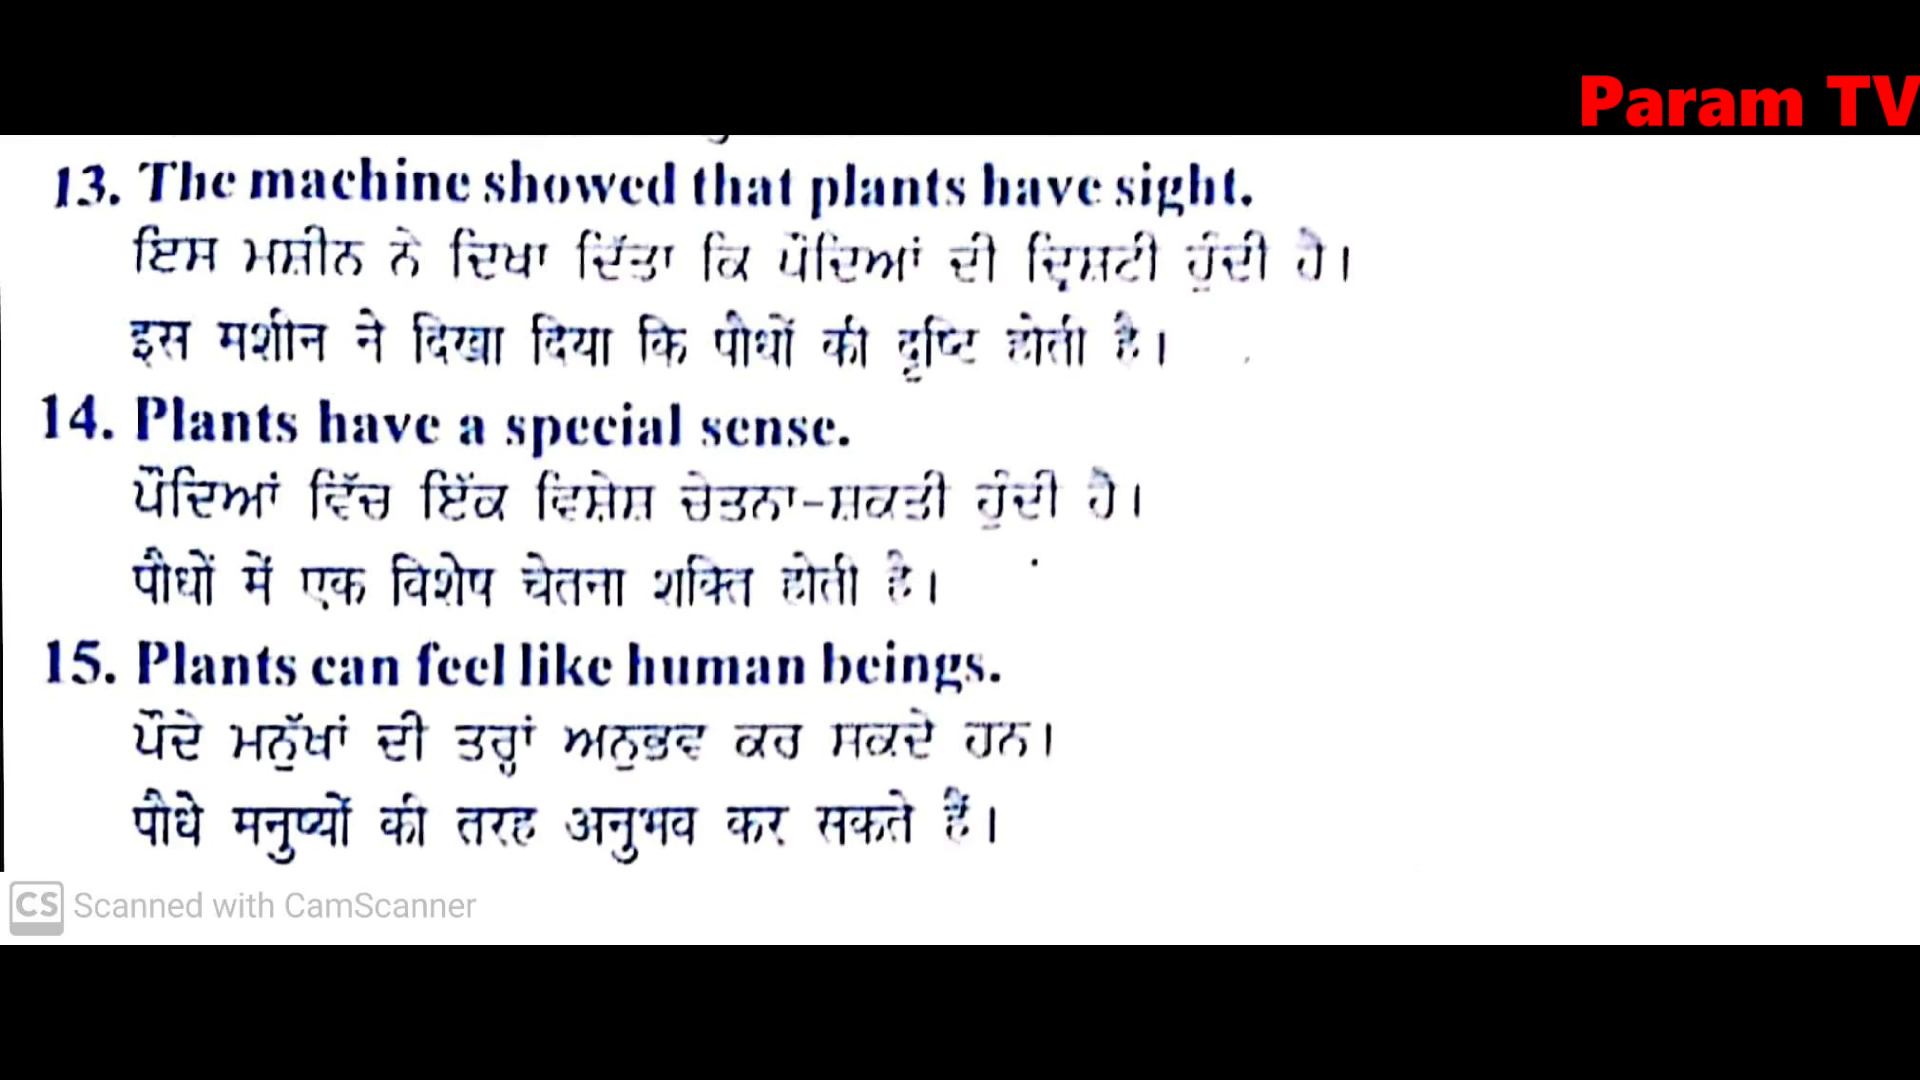 Param TV
13. The machine showed that plants have sight.
ਇਸ ਮਸ਼ੀਨ ਨੇ ਦਿਖਾ ਦਿੱਤਾ ਕਿ ਪੌਦਿਆਂ ਦੀ ਦ੍ਰਿਸ਼ਟੀ ਹੁੰਦੀ ਹੈ।
इस मशीन ने दिखा दिया कि पौधों की दृष्टि होती है।
14. Plants have a special sense.
ਪੌਦਿਆਂ ਵਿੱਚ ਇੱਕ ਵਿਸ਼ੇਸ਼ ਚੇਤਨਾ-ਸ਼ਕਤੀ ਹੁੰਦੀ ਹੈ।
पौधों में एक विशेष चेतना शक्ति होती है।
15. Plants can feel like human beings.
ਪੌਦੇ ਮਨੁੱਖਾਂ ਦੀ ਤਰ੍ਹਾਂ ਅਨੁਭਵ ਕਰ ਸਕਦੇ ਹਨ।
पौधे मनुष्यों की तरह अनुभव कर सकते हैं।
CS Scanned with CamScanner